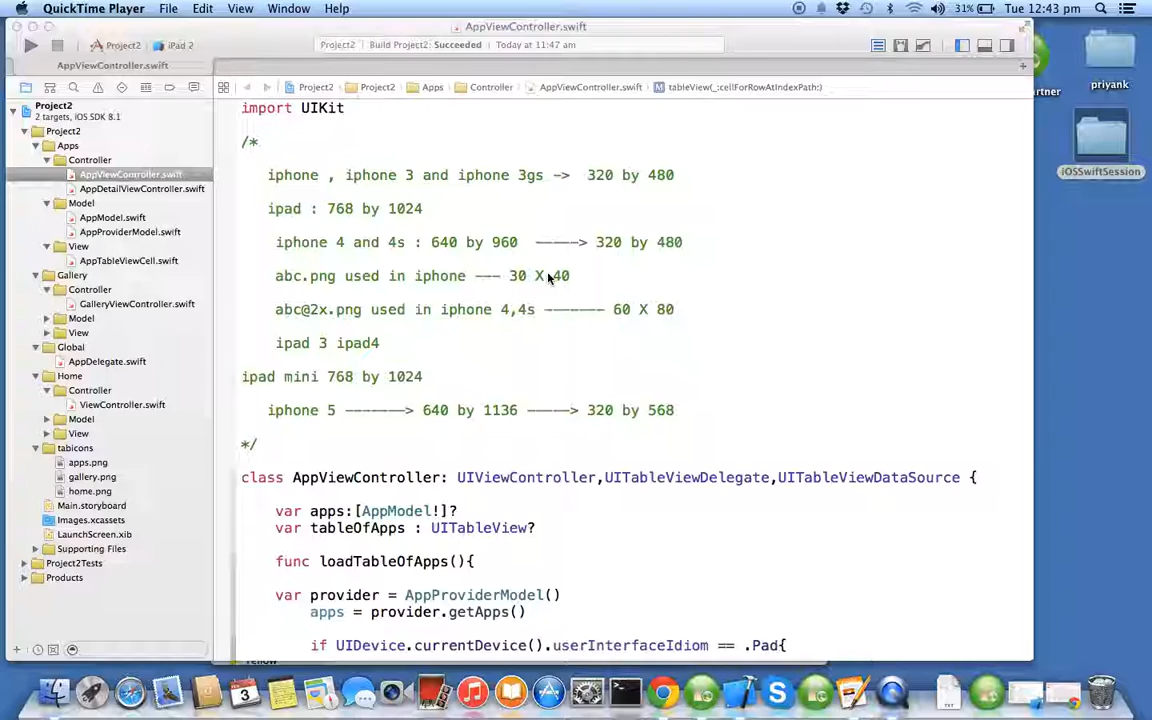 QuickTime Player File Edit View Window Help 31% Tue 12:43 pm
AppViewController.swift
Project2 iPad 2 Project2 Build Project2: Succeeded Today at 11:47 am
AppViewController.swift
Project2 Project2 Apps Controller AppViewController.swift M tableView(_:cellForRowAtIndexPath:)
Project2
2 targets, iOS SDK 8.1
Project2
Apps
Controller
AppViewController.swift
AppDetailViewController.swift
Model
AppModel.swift
AppProviderModel.swift
View
AppTableViewCell.swift
Gallery
Controller
GalleryViewController.swift
Model
View
Global
AppDelegate.swift
Home
Controller
ViewController.swift
Model
View
tabicons
apps.png
gallery.png
home.png
Main.storyboard
Images.xcassets
LaunchScreen.xib
Supporting Files
Project2Tests
Products
import UIKit
/*
iphone , iphone 3 and iphone 3gs -> 320 by 480
ipad : 768 by 1024
iphone 4 and 4s : 640 by 960 -----> 320 by 480
abc.png used in iphone --- 30 X 40
abc@2x.png used in iphone 4,4s ------- 60 X 80
ipad 3 ipad4
ipad mini 768 by 1024
iphone 5 -------> 640 by 1136 -----> 320 by 568
*/
class AppViewController: UIViewController,UITableViewDelegate,UITableViewDataSource {
var apps:[AppModel!]?
var tableOfApps : UITableView?
func loadTableOfApps(){
var provider = AppProviderModel()
apps = provider.getApps()
if UIDevice.currentDevice().userInterfaceIdiom == .Pad{
priyank
iOSSwiftSession
3
TXT